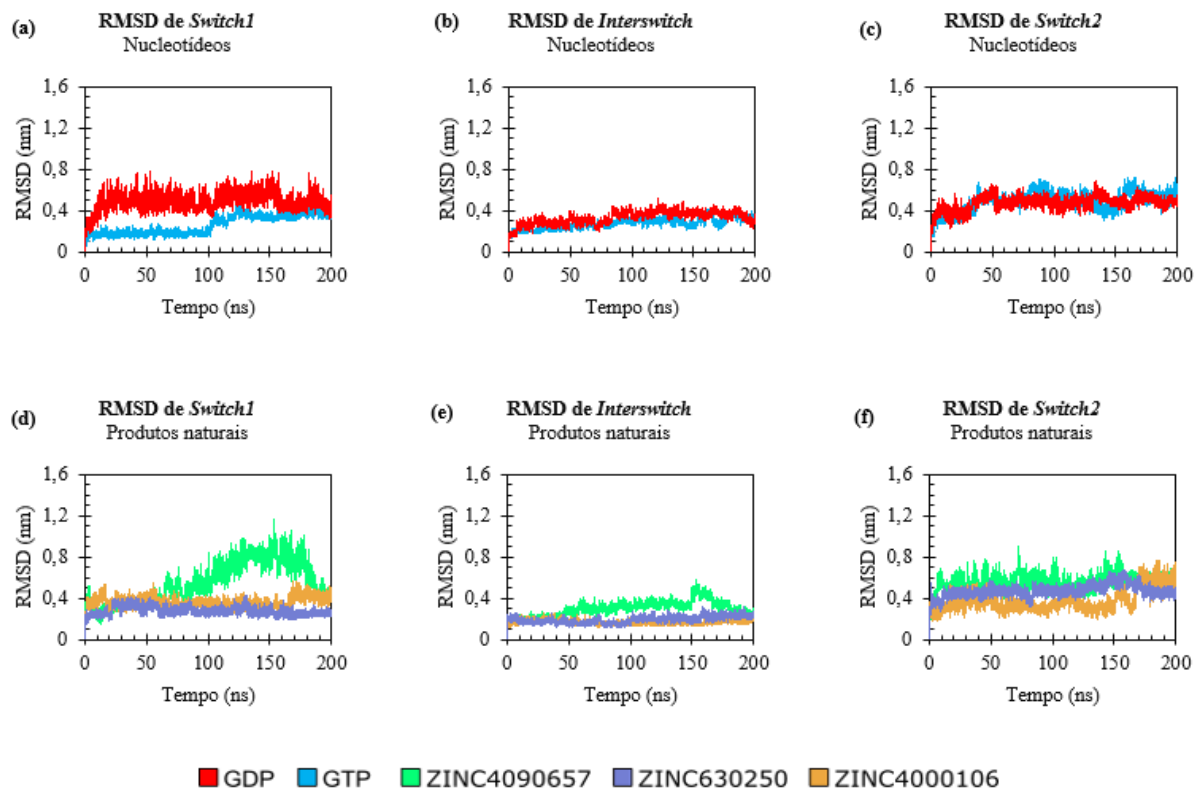 (a)
RMSD de Switch1
Nucleotídeos
1,6
1,2
0,8
0,4
0
RMSD (nm)
0 50 100 150 200
Tempo (ns)
(b)
RMSD de Interswitch
Nucleotídeos
1,6
1,2
0,8
0,4
0
RMSD (nm)
0 50 100 150 200
Tempo (ns)
(c)
RMSD de Switch2
Nucleotídeos
1,6
1,2
0,8
0,4
0
RMSD (nm)
0 50 100 150 200
Tempo (ns)
(d)
RMSD de Switch1
Produtos naturais
1,6
1,2
0,8
0,4
0
RMSD (nm)
0 50 100 150 200
Tempo (ns)
(e)
RMSD de Interswitch
Produtos naturais
1,6
1,2
0,8
0,4
0
RMSD (nm)
0 50 100 150 200
Tempo (ns)
(f)
RMSD de Switch2
Produtos naturais
1,6
1,2
0,8
0,4
0
RMSD (nm)
0 50 100 150 200
Tempo (ns)
GDP GTP ZINC4090657 ZINC630250 ZINC4000106